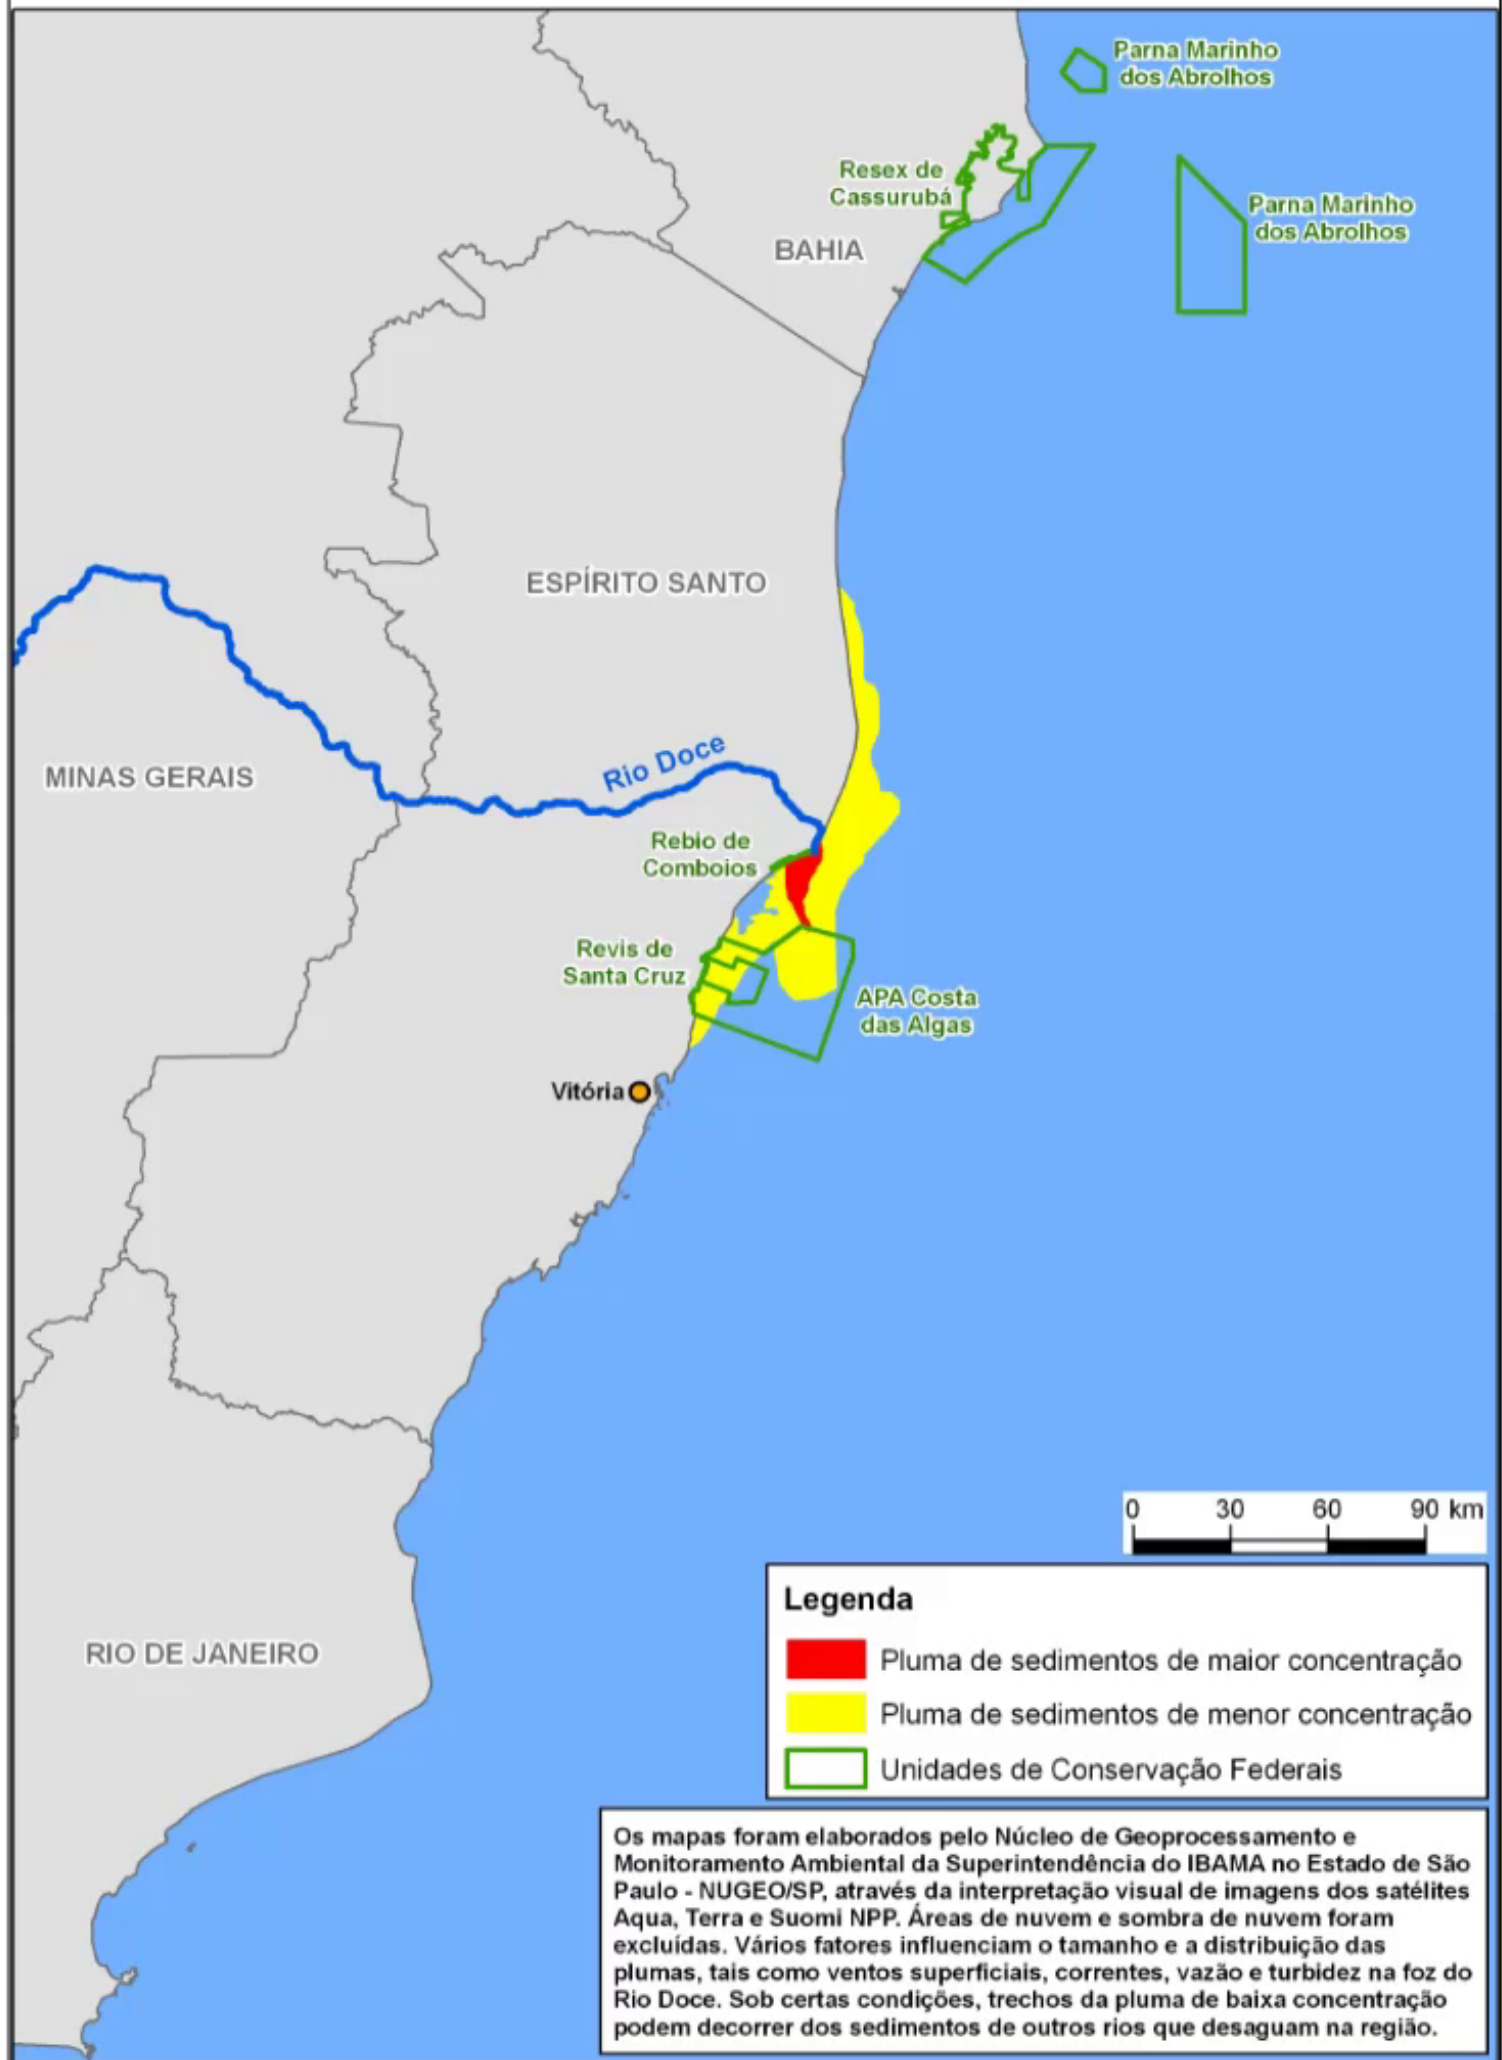 Parna Marinho
dos Abrolhos
Resex de
Cassurubá
Parna Marinho
dos Abrolhos
BAHIA
ESPÍRITO SANTO
MINAS GERAIS
Rio Doce
Rebio de
Comboios
Revis de
Santa Cruz
APA Costa
das Algas
Vitória
RIO DE JANEIRO
0 30 60 90 km
Legenda
Pluma de sedimentos de maior concentração
Pluma de sedimentos de menor concentração
Unidades de Conservação Federais
Os mapas foram elaborados pelo Núcleo de Geoprocessamento e
Monitoramento Ambiental da Superintendência do IBAMA no Estado de São
Paulo - NUGEO/SP, através da interpretação visual de imagens dos satélites
Aqua, Terra e Suomi NPP. Áreas de nuvem e sombra de nuvem foram
excluídas. Vários fatores influenciam o tamanho e a distribuição das
plumas, tais como ventos superficiais, correntes, vazão e turbidez na foz do
Rio Doce. Sob certas condições, trechos da pluma de baixa concentração
podem decorrer dos sedimentos de outros rios que desaguam na região.